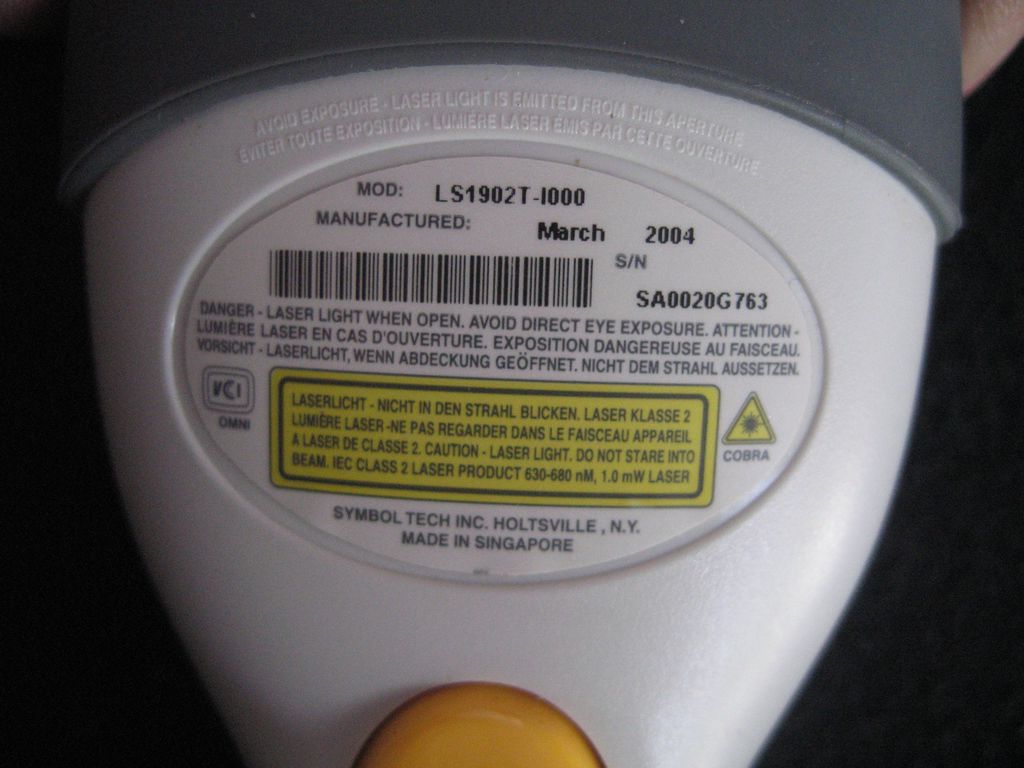 AVOID EXPOSURE - LASER LIGHT IS EMITTED FROM THIS APERTURE
EVITER TOUTE EXPOSITION - LUMIERE LASER EMIS PAR CETTE OUVERTURE
MOD: LS1902T-I000
MANUFACTURED: March 2004
S/N
SA0020G763
DANGER - LASER LIGHT WHEN OPEN. AVOID DIRECT EYE EXPOSURE. ATTENTION -
LUMIÈRE LASER EN CAS D'OUVERTURE. EXPOSITION DANGEREUSE AU FAISCEAU.
VORSICHT - LASERLICHT, WENN ABDECKUNG GEÖFFNET. NICHT DEM STRAHL AUSSETZEN.
VCI
OMNI
LASERLICHT - NICHT IN DEN STRAHL BLICKEN. LASER KLASSE 2
LUMIÈRE LASER -NE PAS REGARDER DANS LE FAISCEAU APPAREIL
A LASER DE CLASSE 2. CAUTION - LASER LIGHT. DO NOT STARE INTO
BEAM. IEC CLASS 2 LASER PRODUCT 630-680 nM, 1.0 mW LASER
COBRA
SYMBOL TECH INC. HOLTSVILLE , N.Y.
MADE IN SINGAPORE